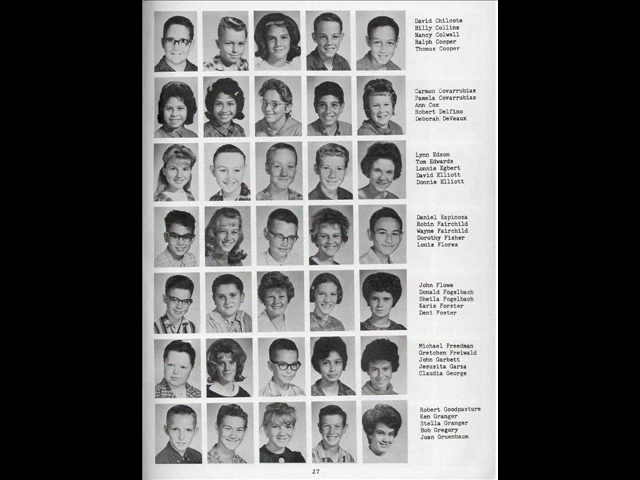 David Chilcote
Billy Collins
Nancy Colwell
Ralph Cooper
Thomas Cooper
Carmen Covarrubias
Pamela Covarrubias
Ann Cox
Robert Delfino
Deborah DeVeaux
Lynn Edson
Tom Edwards
Lonnie Egbert
David Elliott
Donnie Elliott
Daniel Espinoza
Robin Fairchild
Wayne Fairchild
Dorothy Fisher
Louis Flores
John Flowe
Donald Fogelbach
Sheila Fogelbach
Karis Forster
Deni Foster
Michael Freedman
Gretchen Freiwald
John Garbett
Jesusita Garza
Claudia George
Robert Goodpasture
Ken Granger
Stella Granger
Bob Gregory
Joan Gruenbaum
27